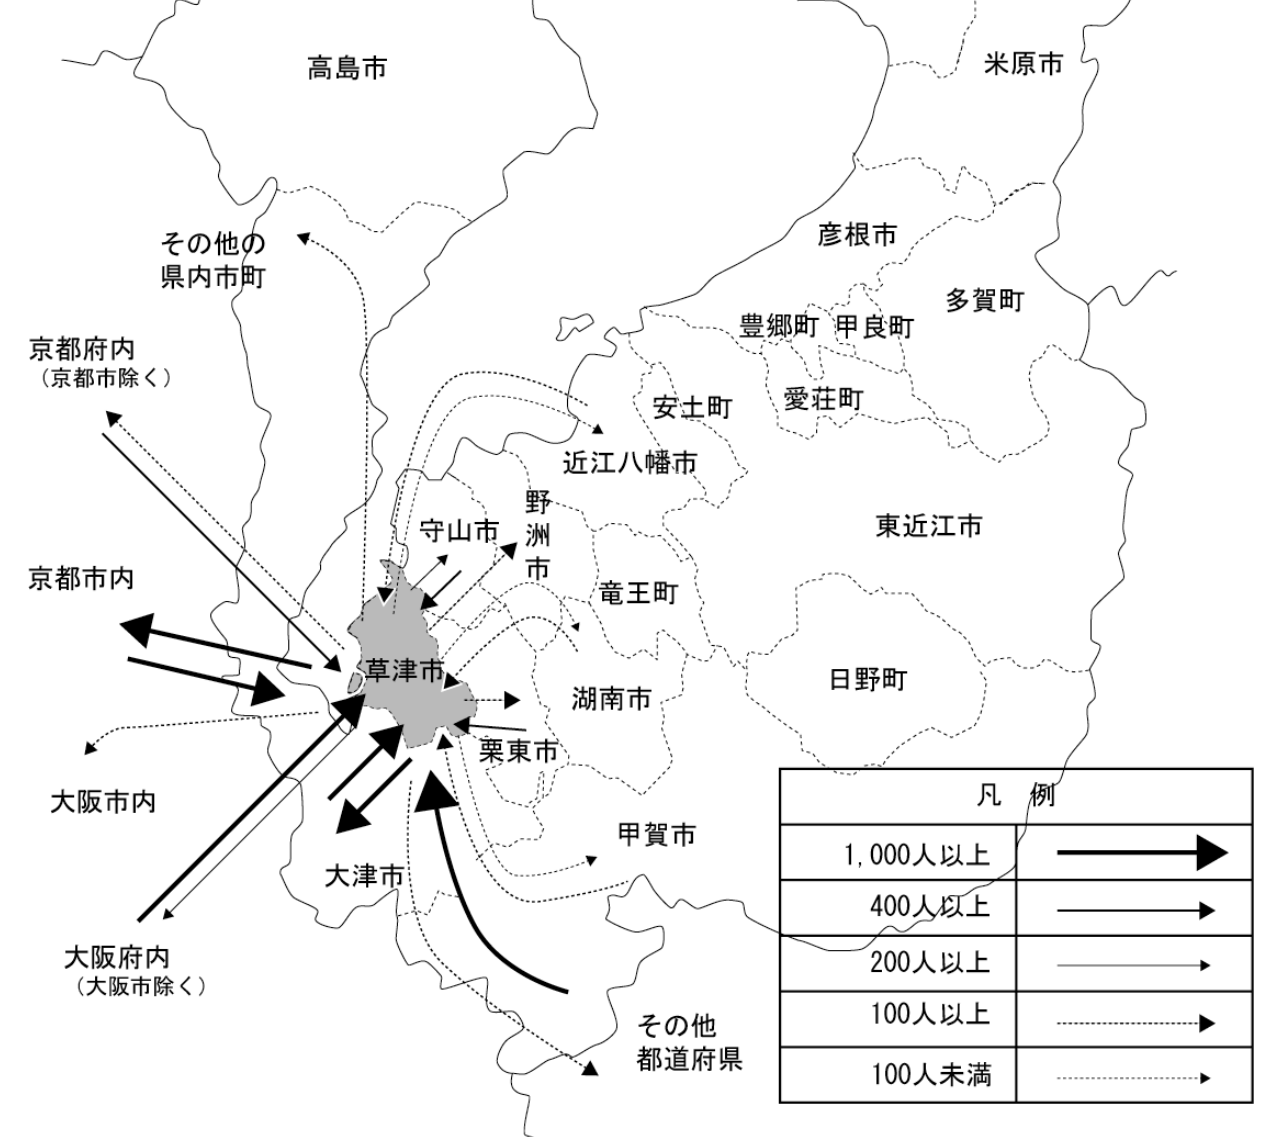 高島市
米原市
その他の
県内市町
彦根市
多賀町
豊郷町
甲良町
京都府内
（京都市除く）
安土町
愛荘町
近江八幡市
野洲市
守山市
東近江市
京都市内
竜王町
草津市
湖南市
日野町
栗東市
大阪市内
甲賀市
大津市
大阪府内
（大阪市除く）
その他
都道府県
凡　例
1,000人以上
400人以上
200人以上
100人以上
100人未満